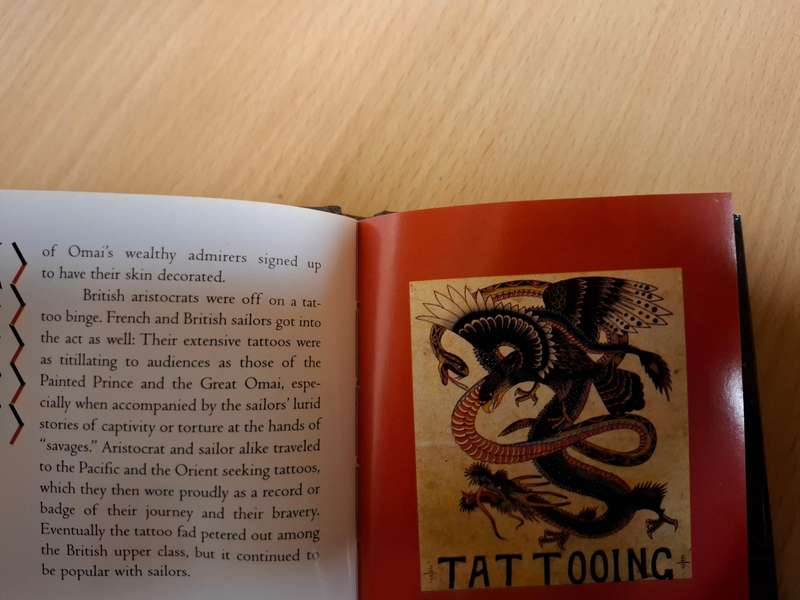 of Omai's wealthy admirers signed up
to have their skin decorated.
British aristocrats were off on a tat-
too binge. French and British sailors got into
the act as well: Their extensive tattoos were
as titillating to audiences as those of the
Painted Prince and the Great Omai, espe-
cially when accompanied by the sailors' lurid
stories of captivity or torture at the hands of
"savages." Aristocrat and sailor alike traveled
to the Pacific and the Orient seeking tattoos,
which they then wore proudly as a record or
badge of their journey and their bravery.
Eventually the tattoo fad petered out among
the British upper class, but it continued to
be popular with sailors.
TATTOOING